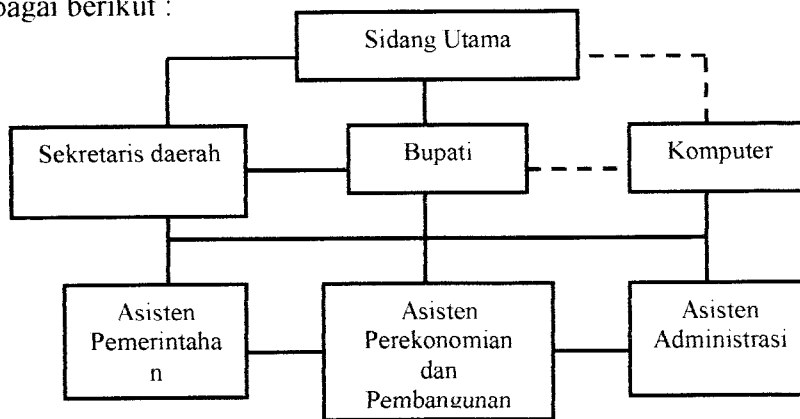 bagai berikut :
Sidang Utama
Sekretaris daerah
Bupati
Komputer
Asisten
Pemerintaha
n
Asisten
Perekonomian
dan
Pembangunan
Asisten
Administrasi